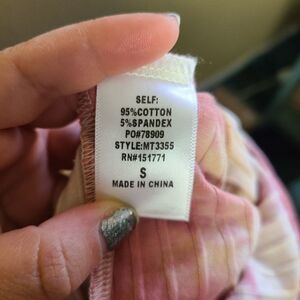 SELF:
95%COTTON
5%SPANDEX
PO#78909
STYLE:MT3355
RN#151771
S
MADE IN CHINA